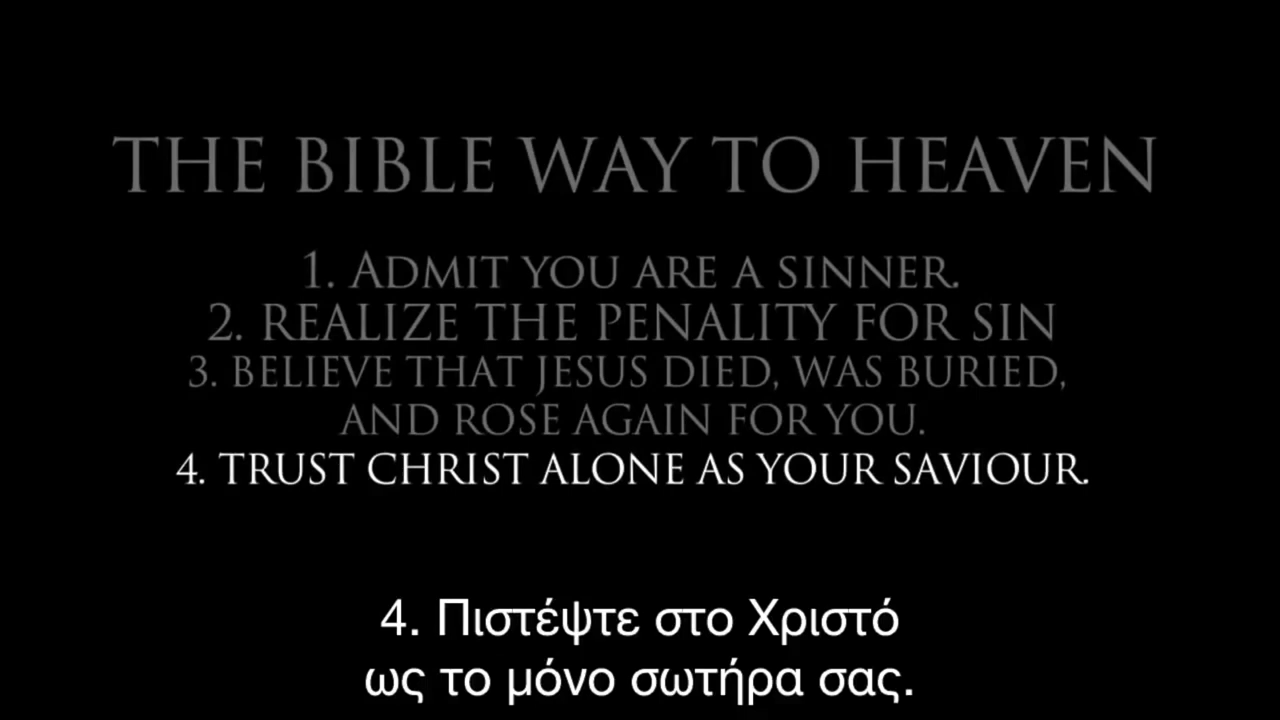 THE BIBLE WAY TO HEAVEN
1. ADMIT YOU ARE A SINNER.
2. REALIZE THE PENALITY FOR SIN
3. BELIEVE THAT JESUS DIED, WAS BURIED,
AND ROSE AGAIN FOR YOU.
4. TRUST CHRIST ALONE AS YOUR SAVIOUR.
4. Πιστέψτε στο Χριστό
ως το μόνο σωτήρα σας.